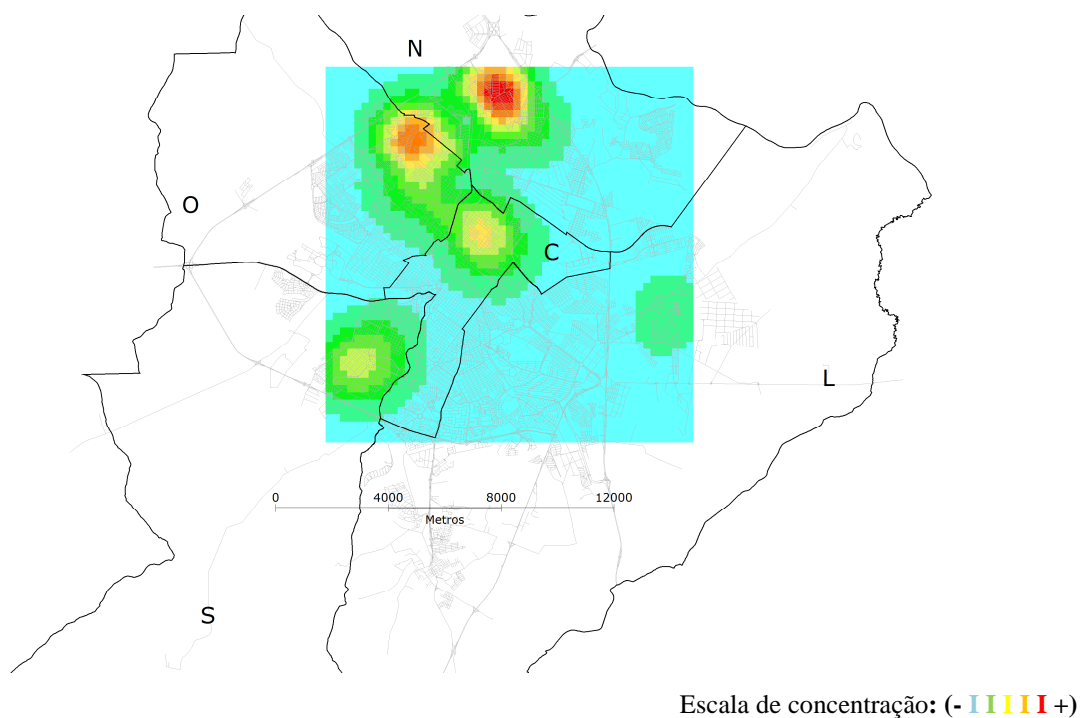 N
O
C
L
0 4000 8000 12000
Metros
S
Escala de concentração: (- I I I I I +)